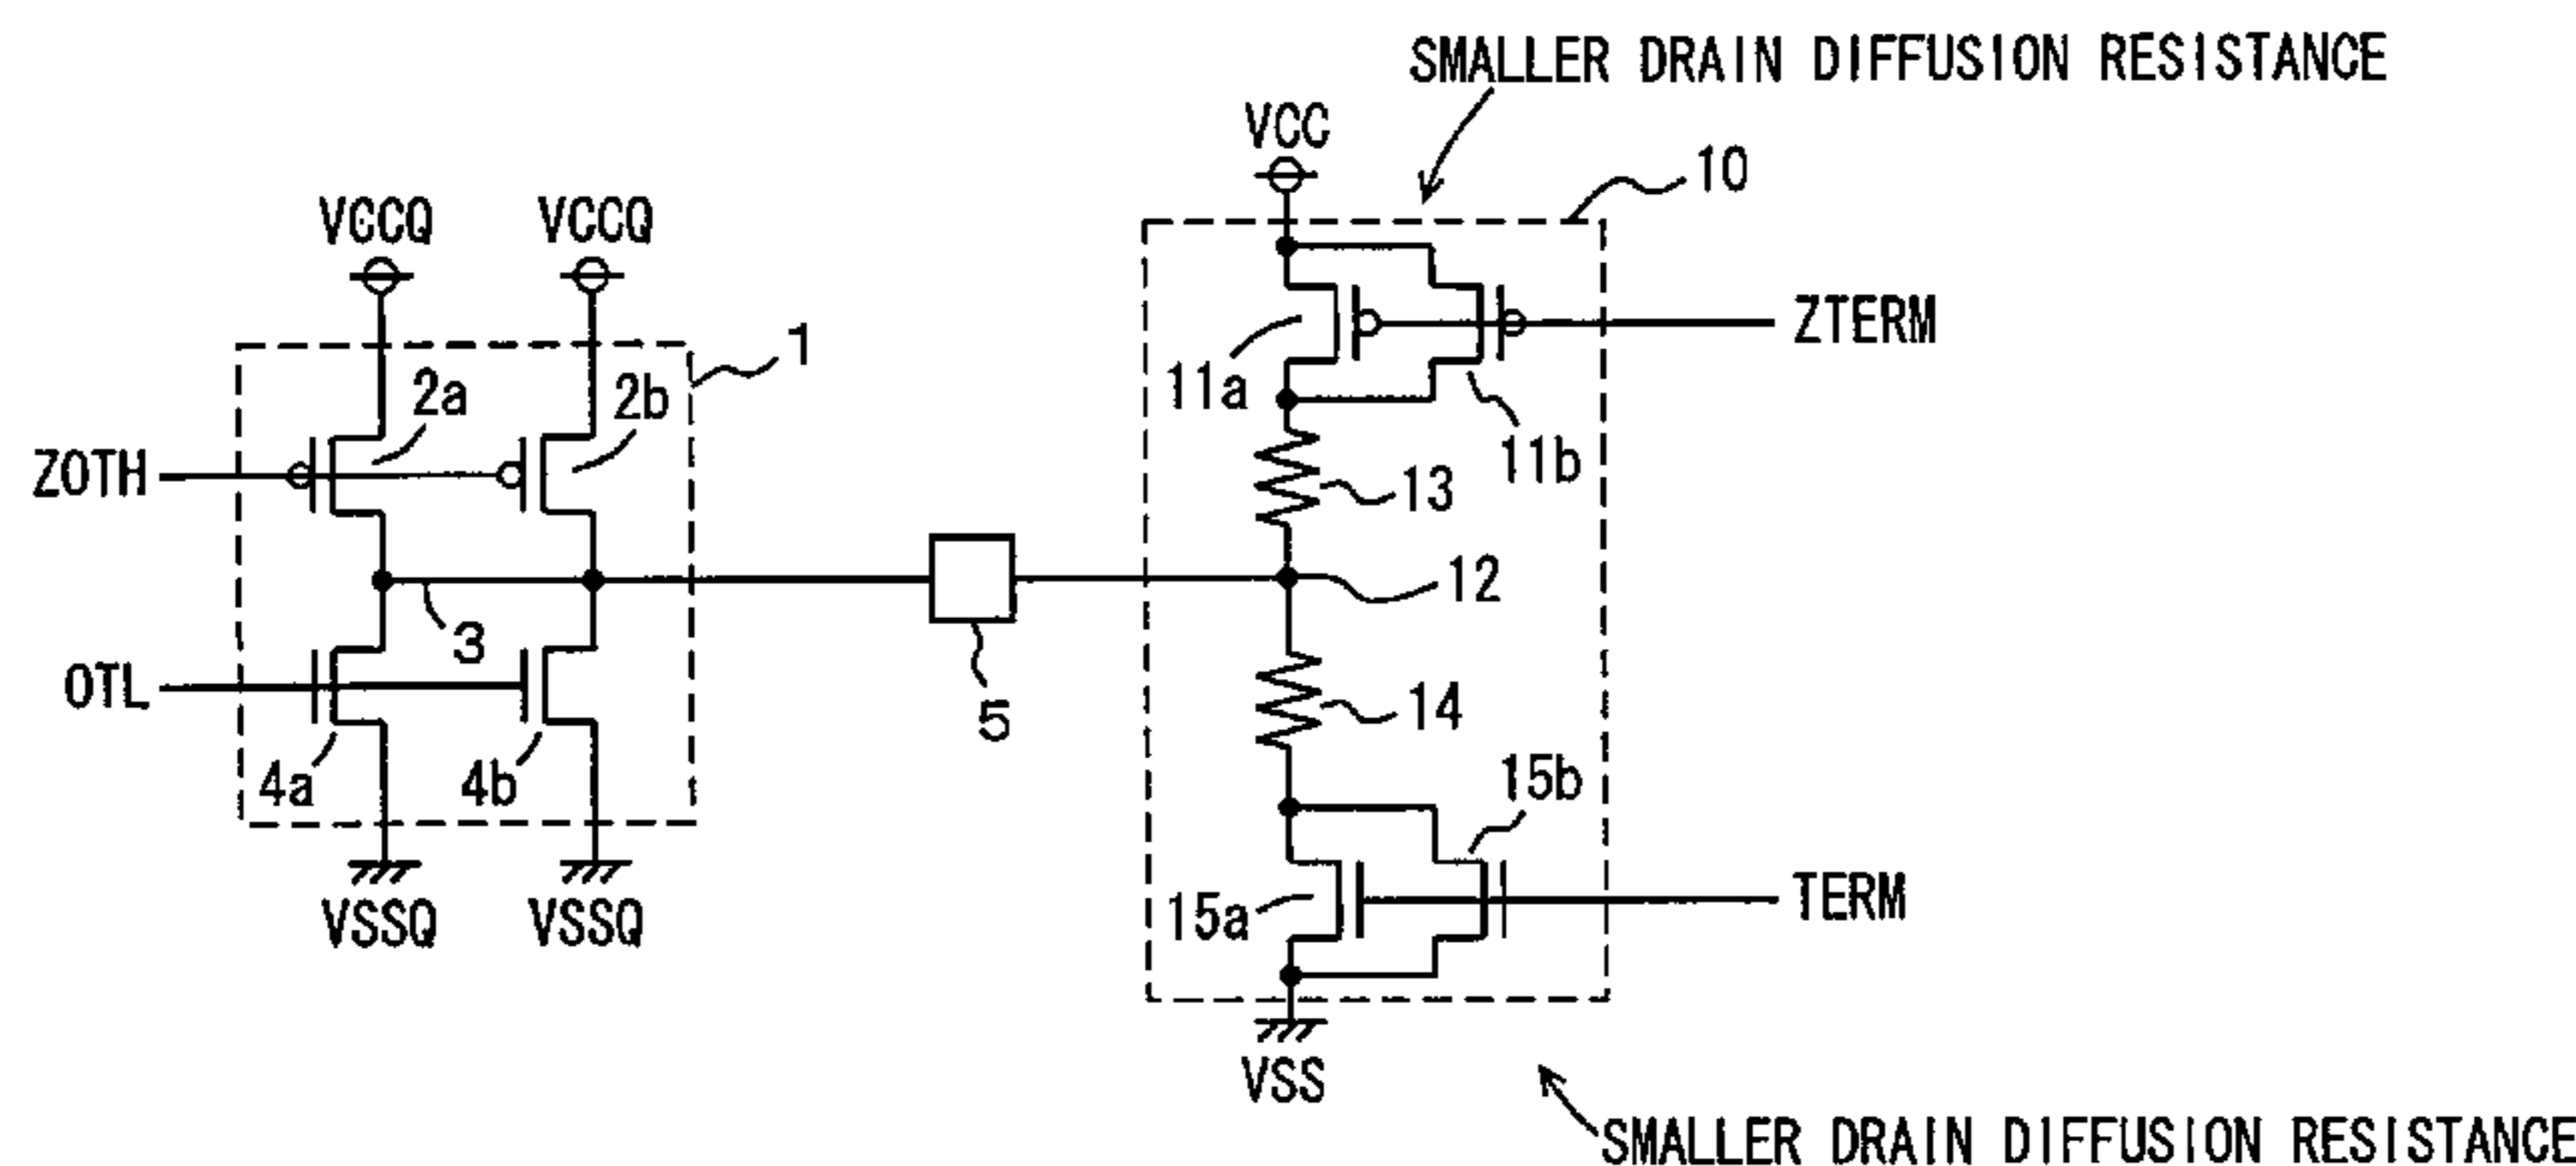 SMALLER DRAIN DIFFUSION RESISTANCE
VCC
10
VCCQ VCCQ
1
ZTERM
2a 2b
11a
11b
ZOTH
13
12
3
OTL
5
14
4a 4b
15b
15a
TERM
VSSQ VSSQ
VSS
SMALLER DRAIN DIFFUSION RESISTANCE